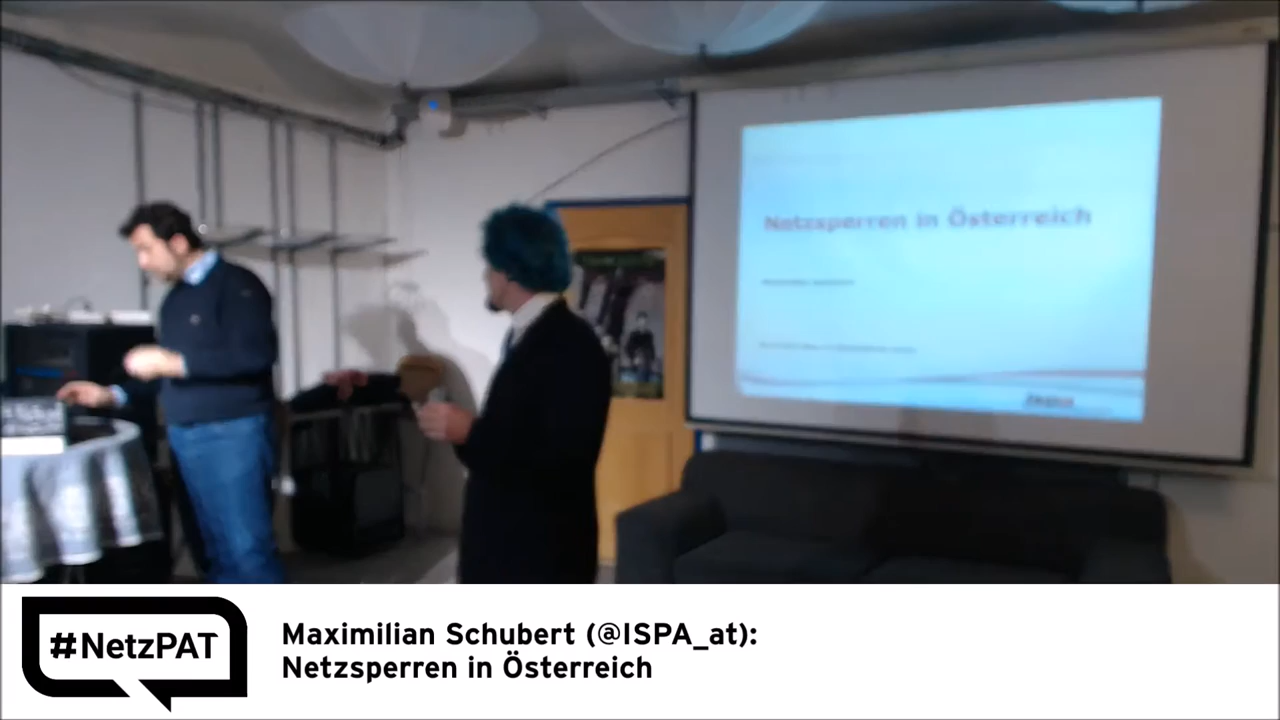 Netzsperren in Österreich
#NetzPAT
Maximilian Schubert (@ISPA_at):
Netzsperren in Österreich